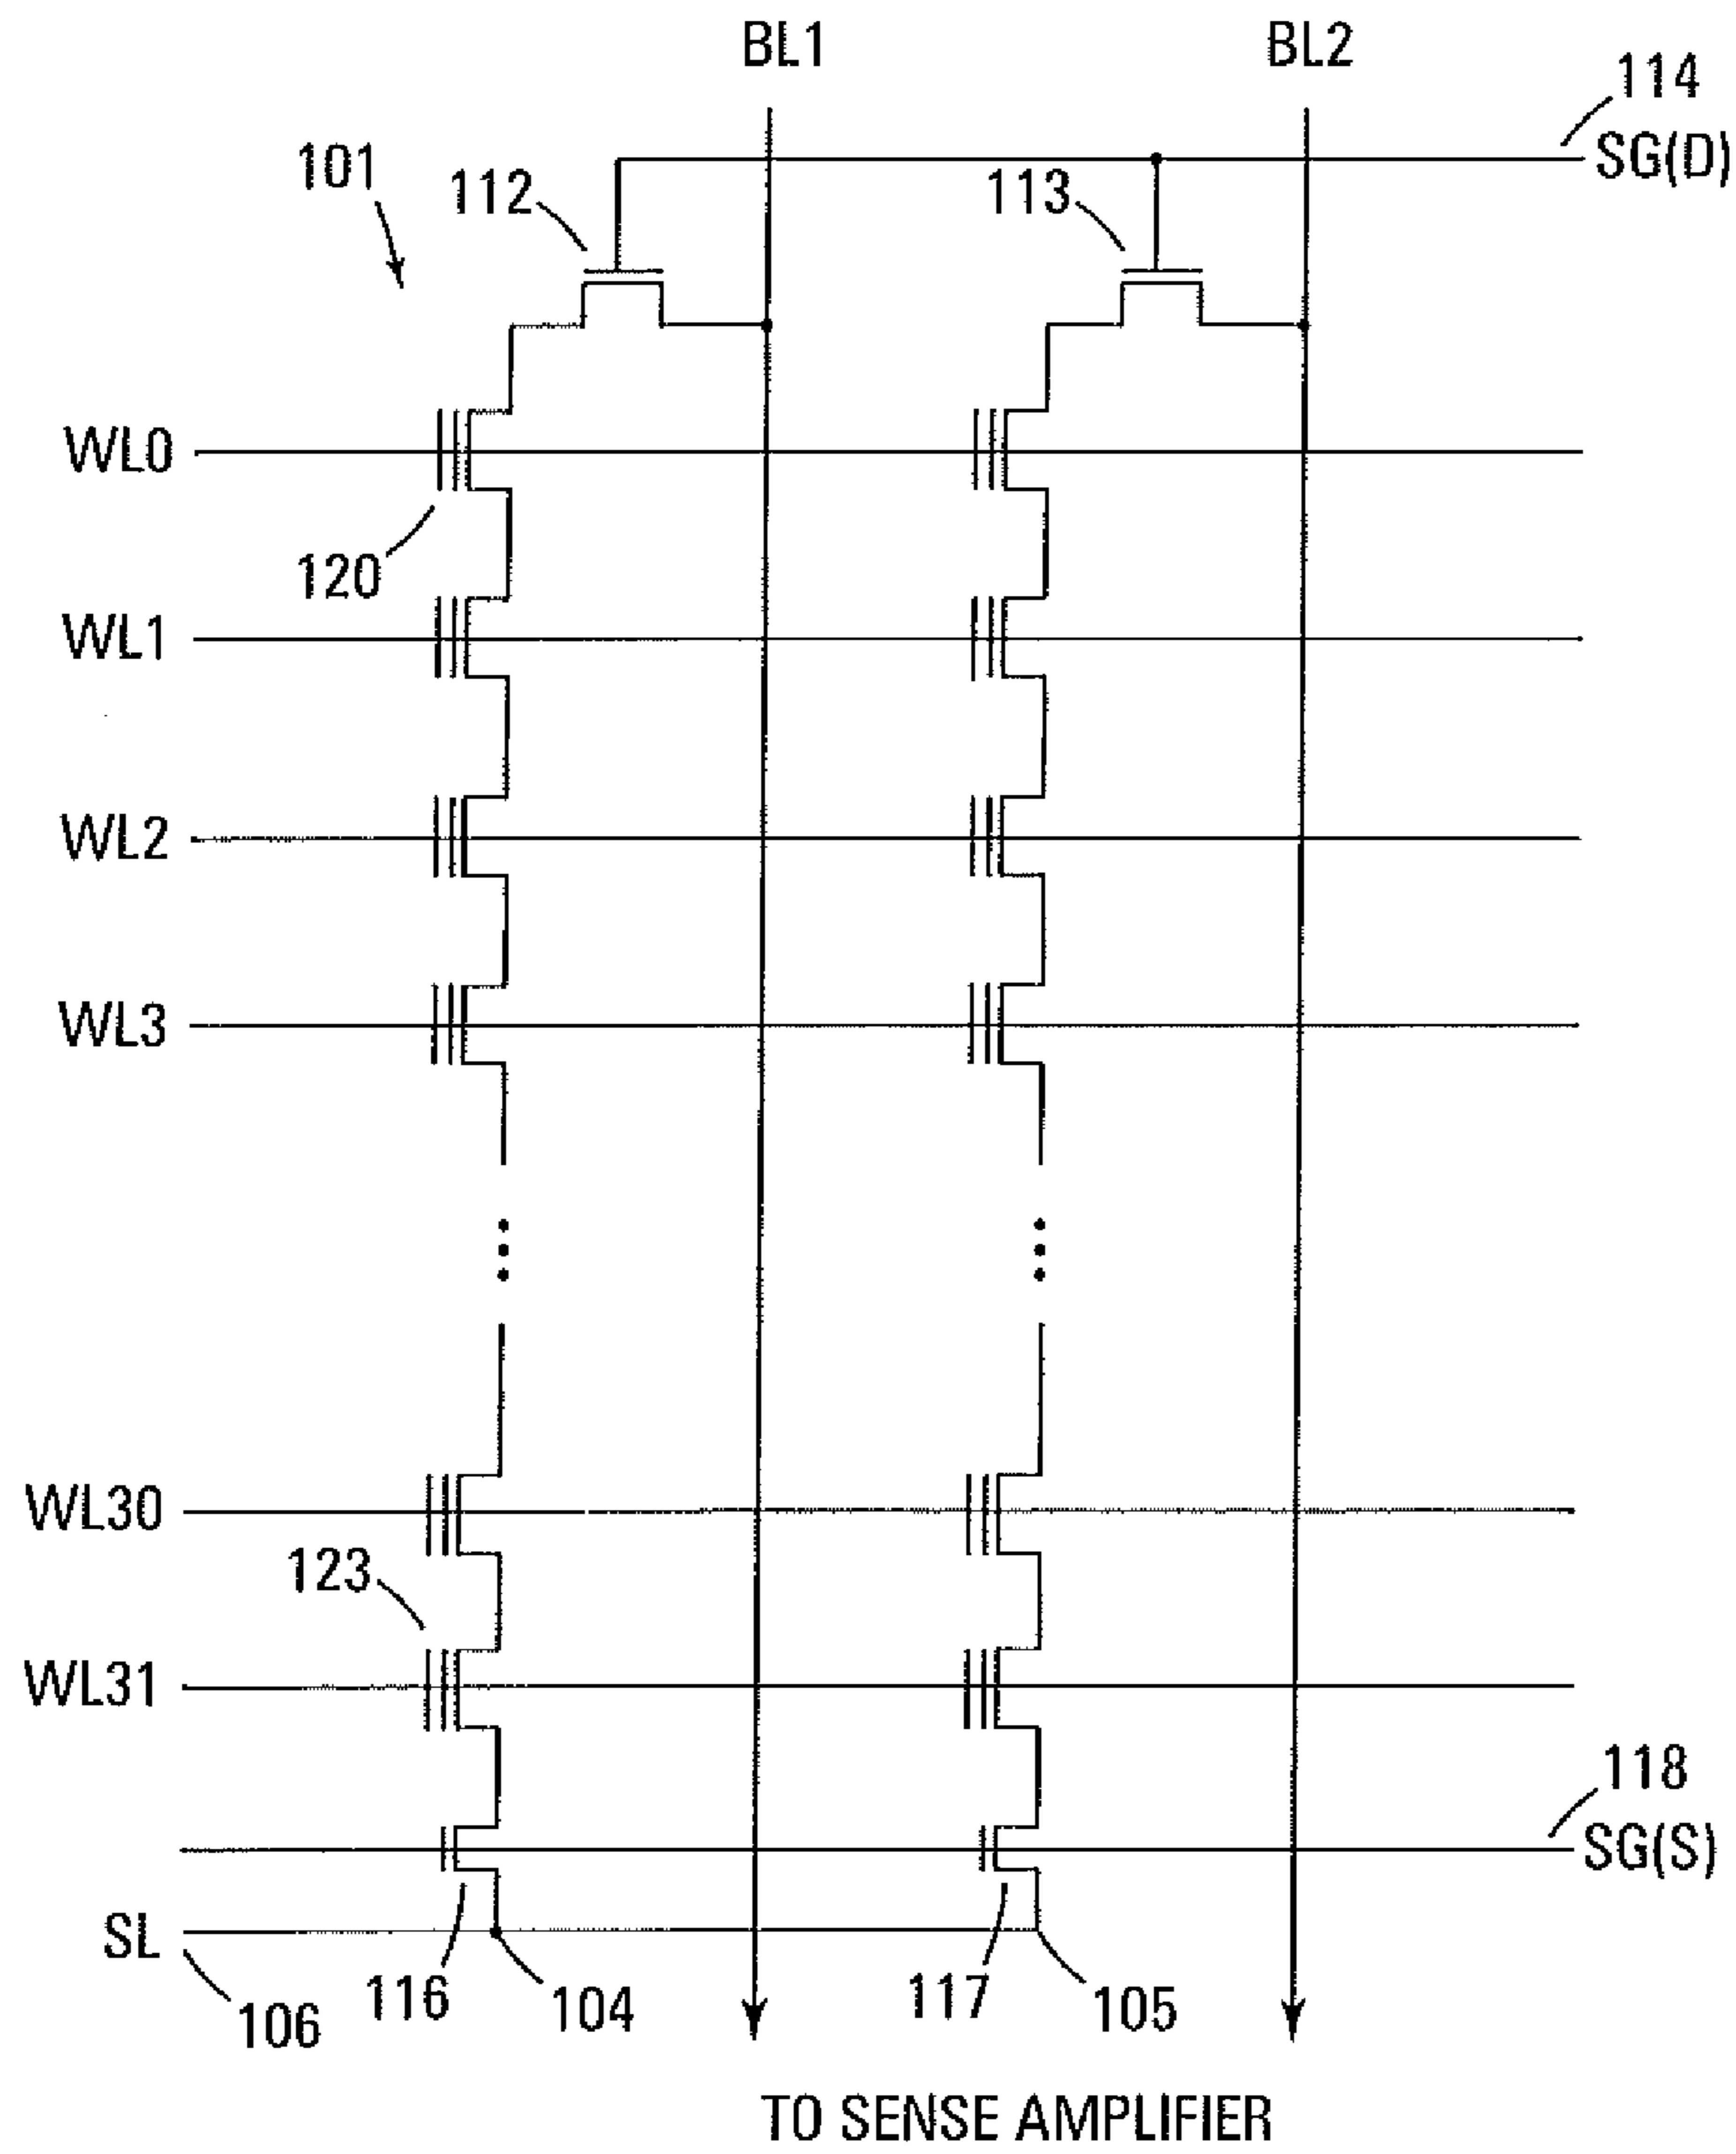 BL1 BL2
114
SG(D)
101
112
113
WL0
120
WL1
WL2
WL3
WL30
123
WL31
118
SG(S)
SL
106
116
104
117
105
TO SENSE AMPLIFIER